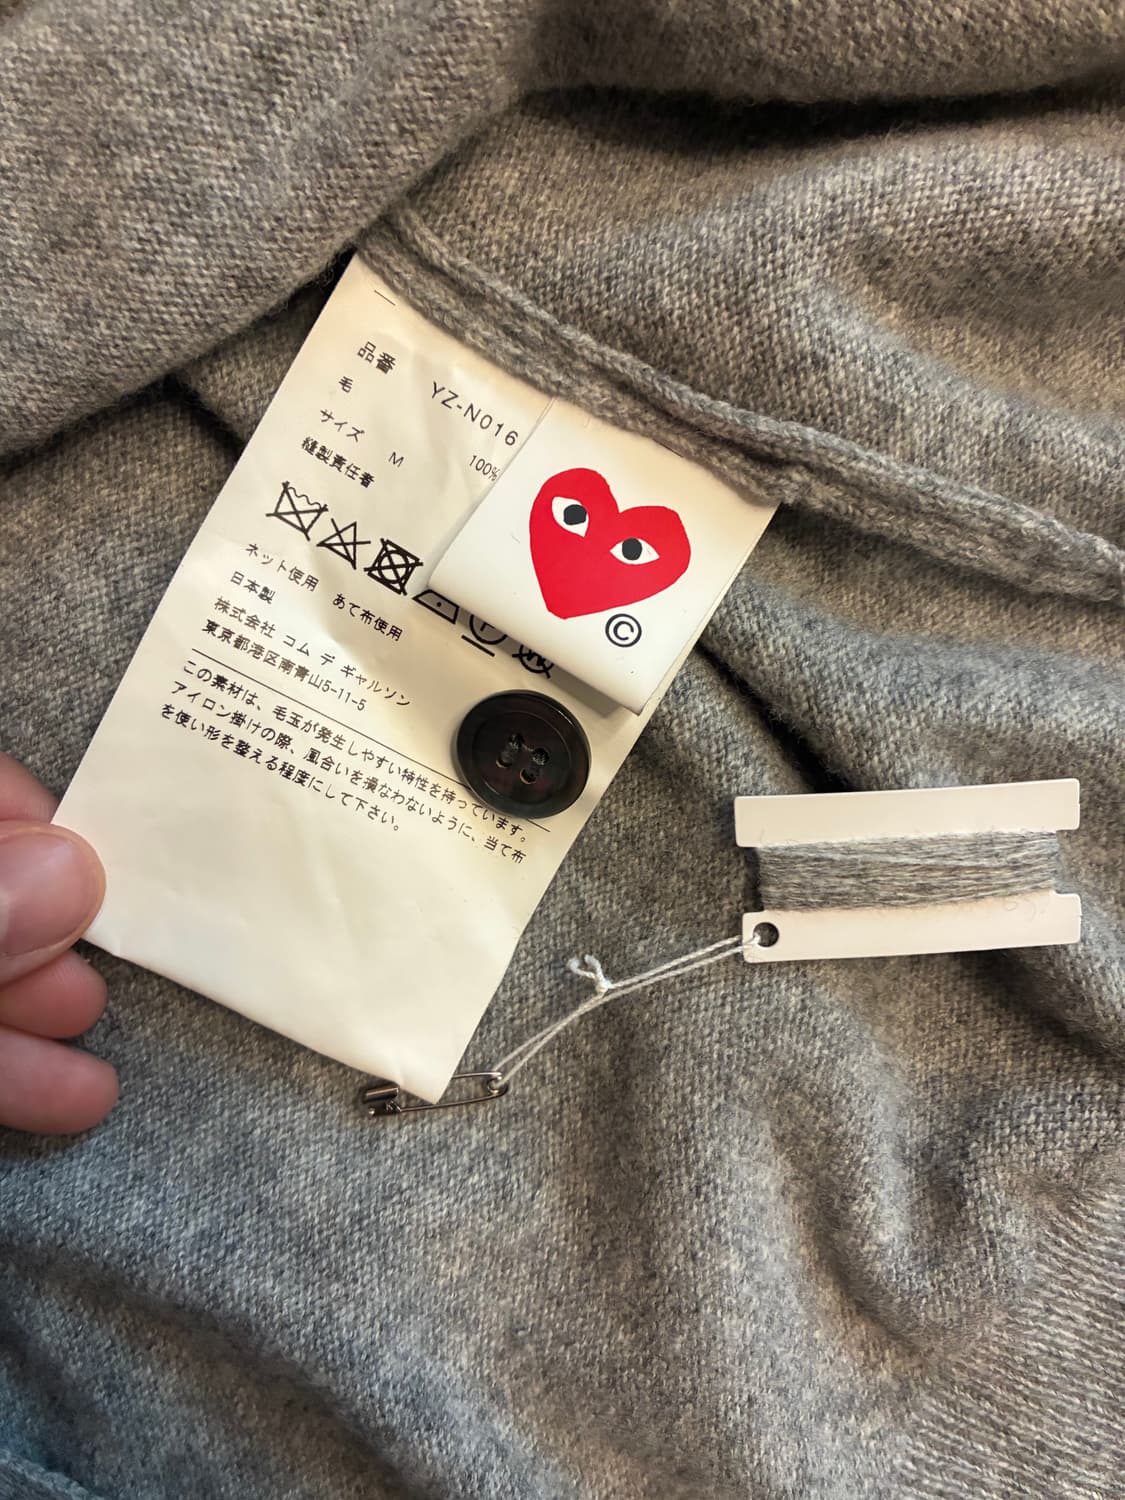 品番 YZ-N016
毛 100%
サイズ M
縫製責任者
ネット使用 あて布使用
日本製
株式会社 コム デ ギャルソン
東京都港区南青山5-11-5
この素材は、毛玉が発生しやすい特性を持っています。
アイロン掛けの際、風合いを損なわないように、当て布
を使い形を整える程度にして下さい。
©